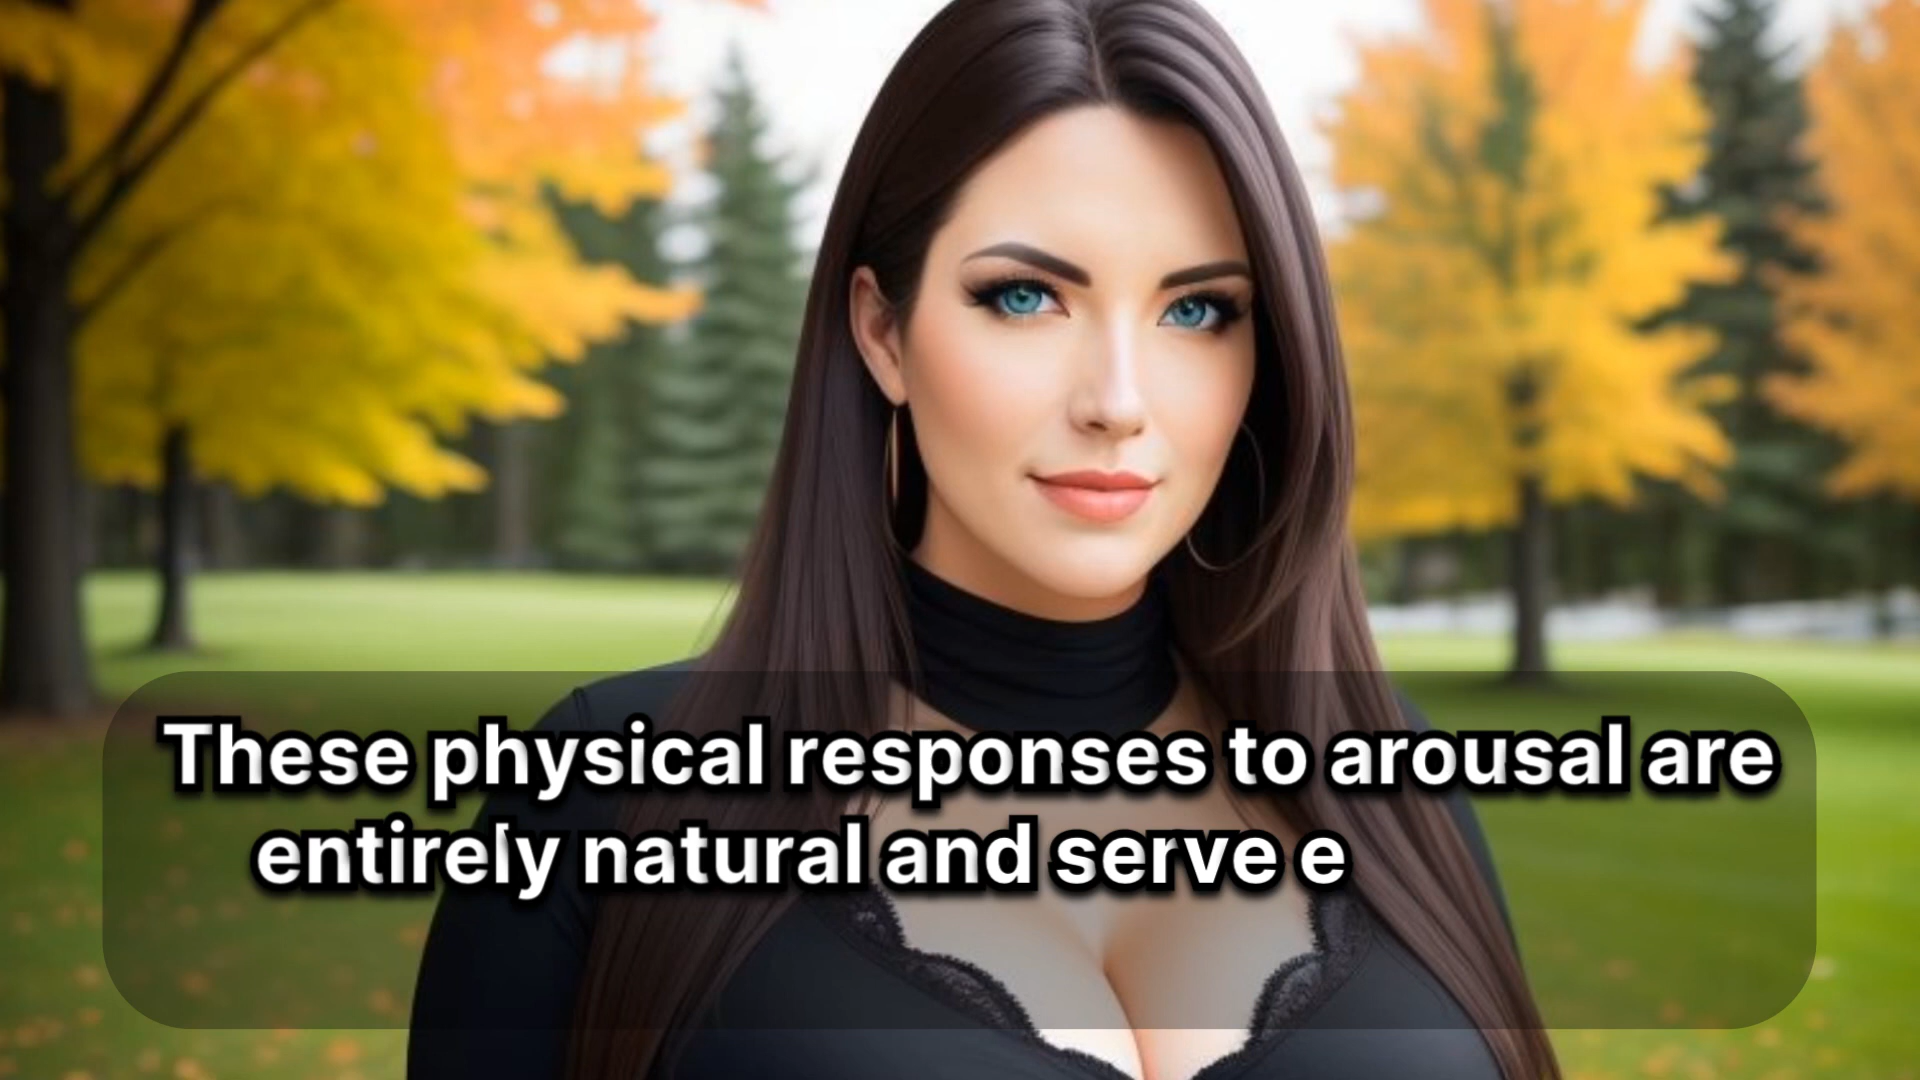 These physical responses to arousal are
entirely natural and serve e